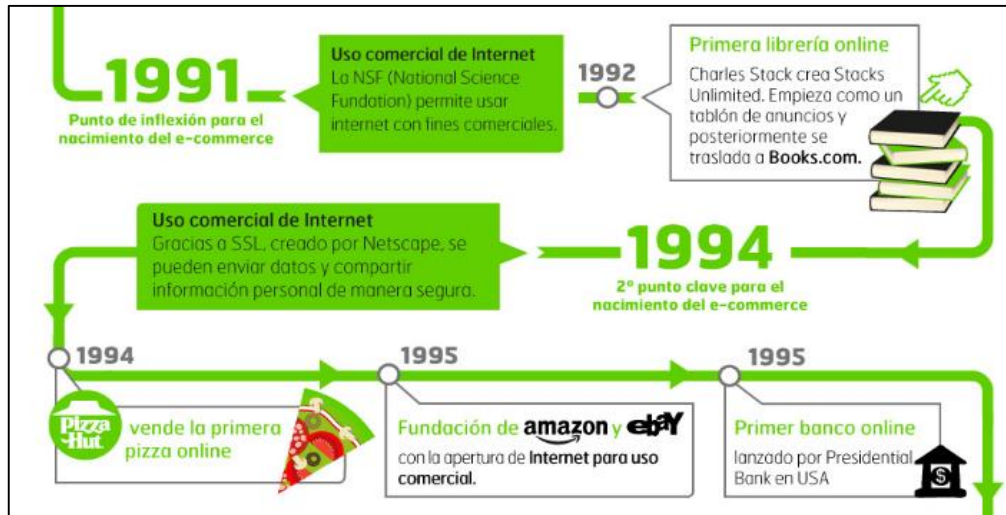 1991
Punto de inflexión para el
nacimiento del e-commerce
Uso comercial de Internet
La NSF (National Science
Fundation) permite usar
internet con fines comerciales.
1992
Primera librería online
Charles Stack crea Stacks
Unlimited. Empieza como un
tablón de anuncios y
posteriormente se
traslada a Books.com.
Uso comercial de Internet
Gracias a SSL, creado por Netscape, se
pueden enviar datos y compartir
información personal de manera segura.
1994
2º punto clave para el
nacimiento del e-commerce
1994
Pizza
Hut
vende la primera
pizza online
1995
Fundación de amazon y ebaY
con la apertura de Internet para uso
comercial.
1995
Primer banco online
lanzado por Presidential
Bank en USA
$